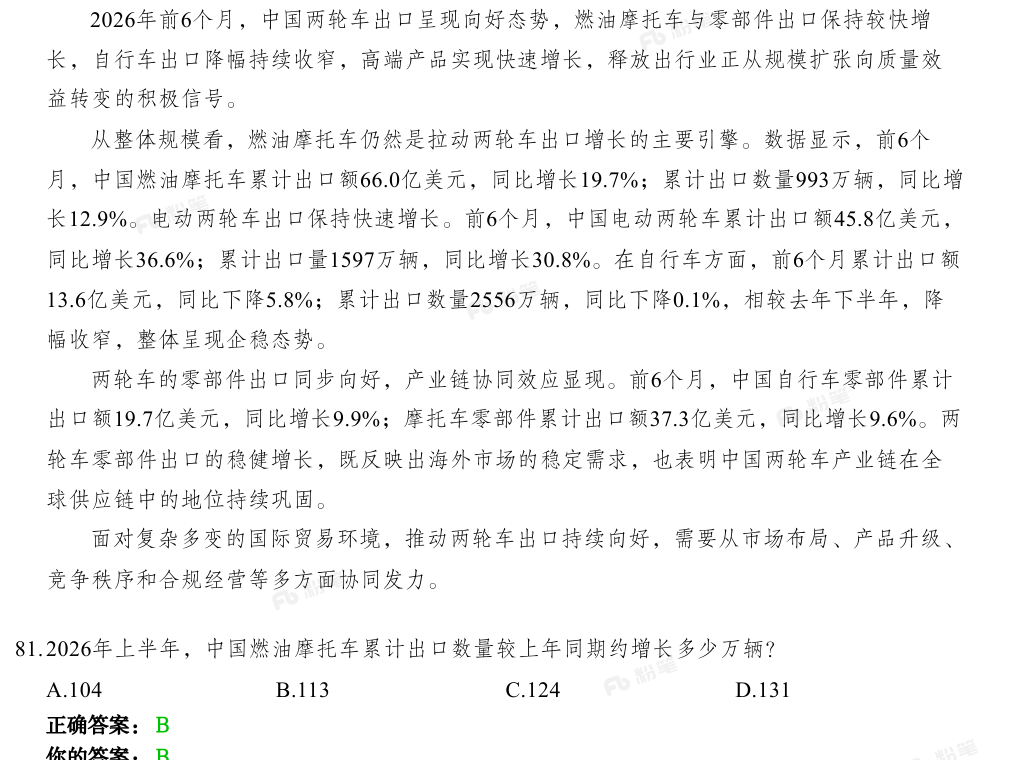 2026年前6个月，中国两轮车出口呈现向好态势，燃油摩托车与零部件出口保持较快增
长，自行车出口降幅持续收窄，高端产品实现快速增长，释放出行业正从规模扩张向质量效
益转变的积极信号。
从整体规模看，燃油摩托车仍然是拉动两轮车出口增长的主要引擎。数据显示，前6个
月，中国燃油摩托车累计出口额66.0亿美元，同比增长19.7%；累计出口数量993万辆，同比增
长12.9%。电动两轮车出口保持快速增长。前6个月，中国电动两轮车累计出口额45.8亿美元，
同比增长36.6%；累计出口量1597万辆，同比增长30.8%。在自行车方面，前6个月累计出口额
13.6亿美元，同比下降5.8%；累计出口数量2556万辆，同比下降0.1%，相较去年下半年，降
幅收窄，整体呈现企稳态势。
两轮车的零部件出口同步向好，产业链协同效应显现。前6个月，中国自行车零部件累计
出口额19.7亿美元，同比增长9.9%；摩托车零部件累计出口额37.3亿美元，同比增长9.6%。两
轮车零部件出口的稳健增长，既反映出海外市场的稳定需求，也表明中国两轮车产业链在全
球供应链中的地位持续巩固。
面对复杂多变的国际贸易环境，推动两轮车出口持续向好，需要从市场布局、产品升级、
竞争秩序和合规经营等多方面协同发力。
81.2026年上半年，中国燃油摩托车累计出口数量较上年同期约增长多少万辆？
A.104 B.113 C.124 D.131
正确答案：B
你的答案：B
粉笔